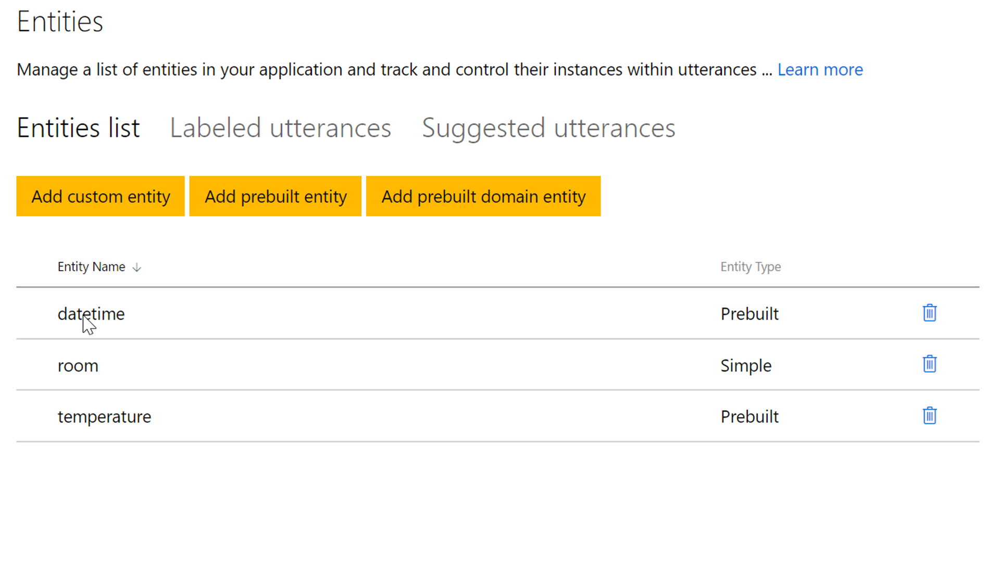 Entities
Manage a list of entities in your application and track and control their instances within utterances ... Learn more
Entities list Labeled utterances Suggested utterances
Add custom entity Add prebuilt entity Add prebuilt domain entity
Entity Name ↓ Entity Type
datetime Prebuilt
room Simple
temperature Prebuilt